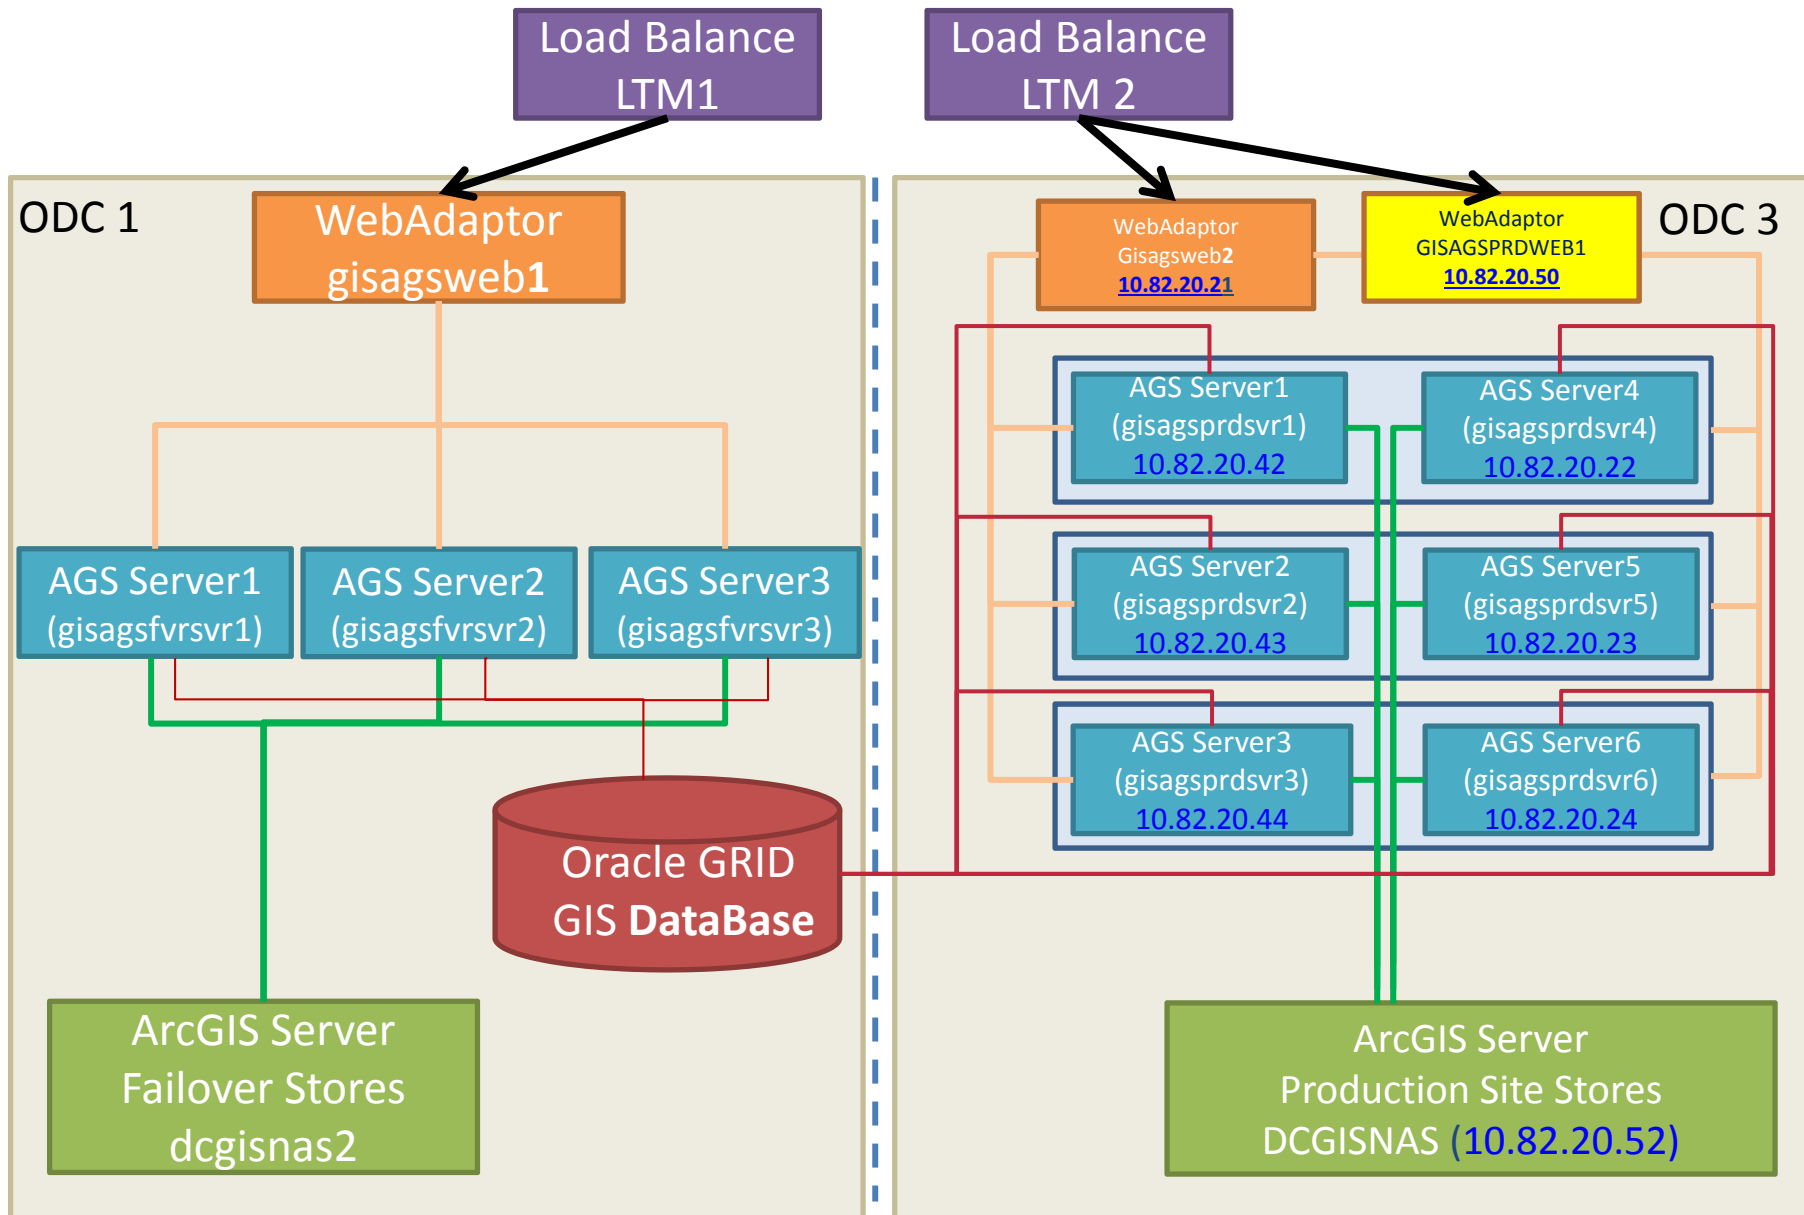 Load Balance
LTM1
Load Balance
LTM 2
ODC 1
WebAdaptor
gisagsweb1
AGS Server1
(gisagsfvrsvr1)
AGS Server2
(gisagsfvrsvr2)
AGS Server3
(gisagsfvrsvr3)
Oracle GRID
GIS DataBase
ArcGIS Server
Failover Stores
dcgisnas2
ODC 3
WebAdaptor
Gisagsweb2
10.82.20.21
WebAdaptor
GISAGSPRDWEB1
10.82.20.50
AGS Server1
(gisagsprdsvr1)
10.82.20.42
AGS Server4
(gisagsprdsvr4)
10.82.20.22
AGS Server2
(gisagsprdsvr2)
10.82.20.43
AGS Server5
(gisagsprdsvr5)
10.82.20.23
AGS Server3
(gisagsprdsvr3)
10.82.20.44
AGS Server6
(gisagsprdsvr6)
10.82.20.24
ArcGIS Server
Production Site Stores
DCGISNAS (10.82.20.52)